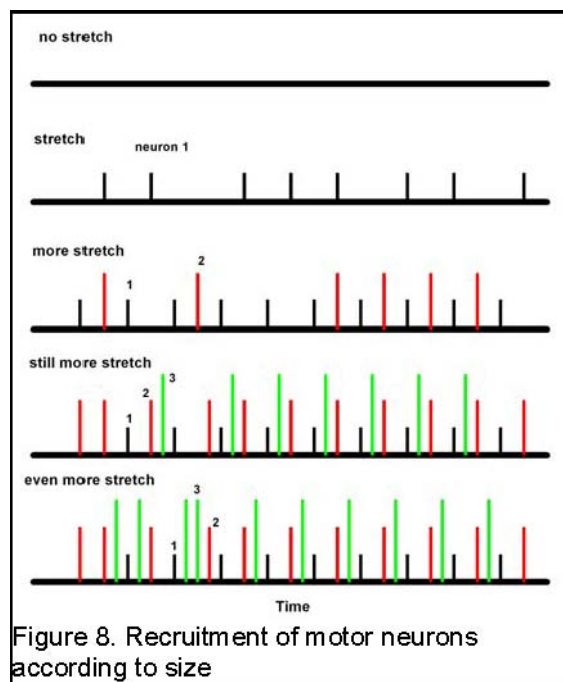 no stretch
stretch
neuron 1
more stretch
2
1
still more stretch
3
2
1
even more stretch
3
2
1
Time
Figure 8. Recruitment of motor neurons
according to size